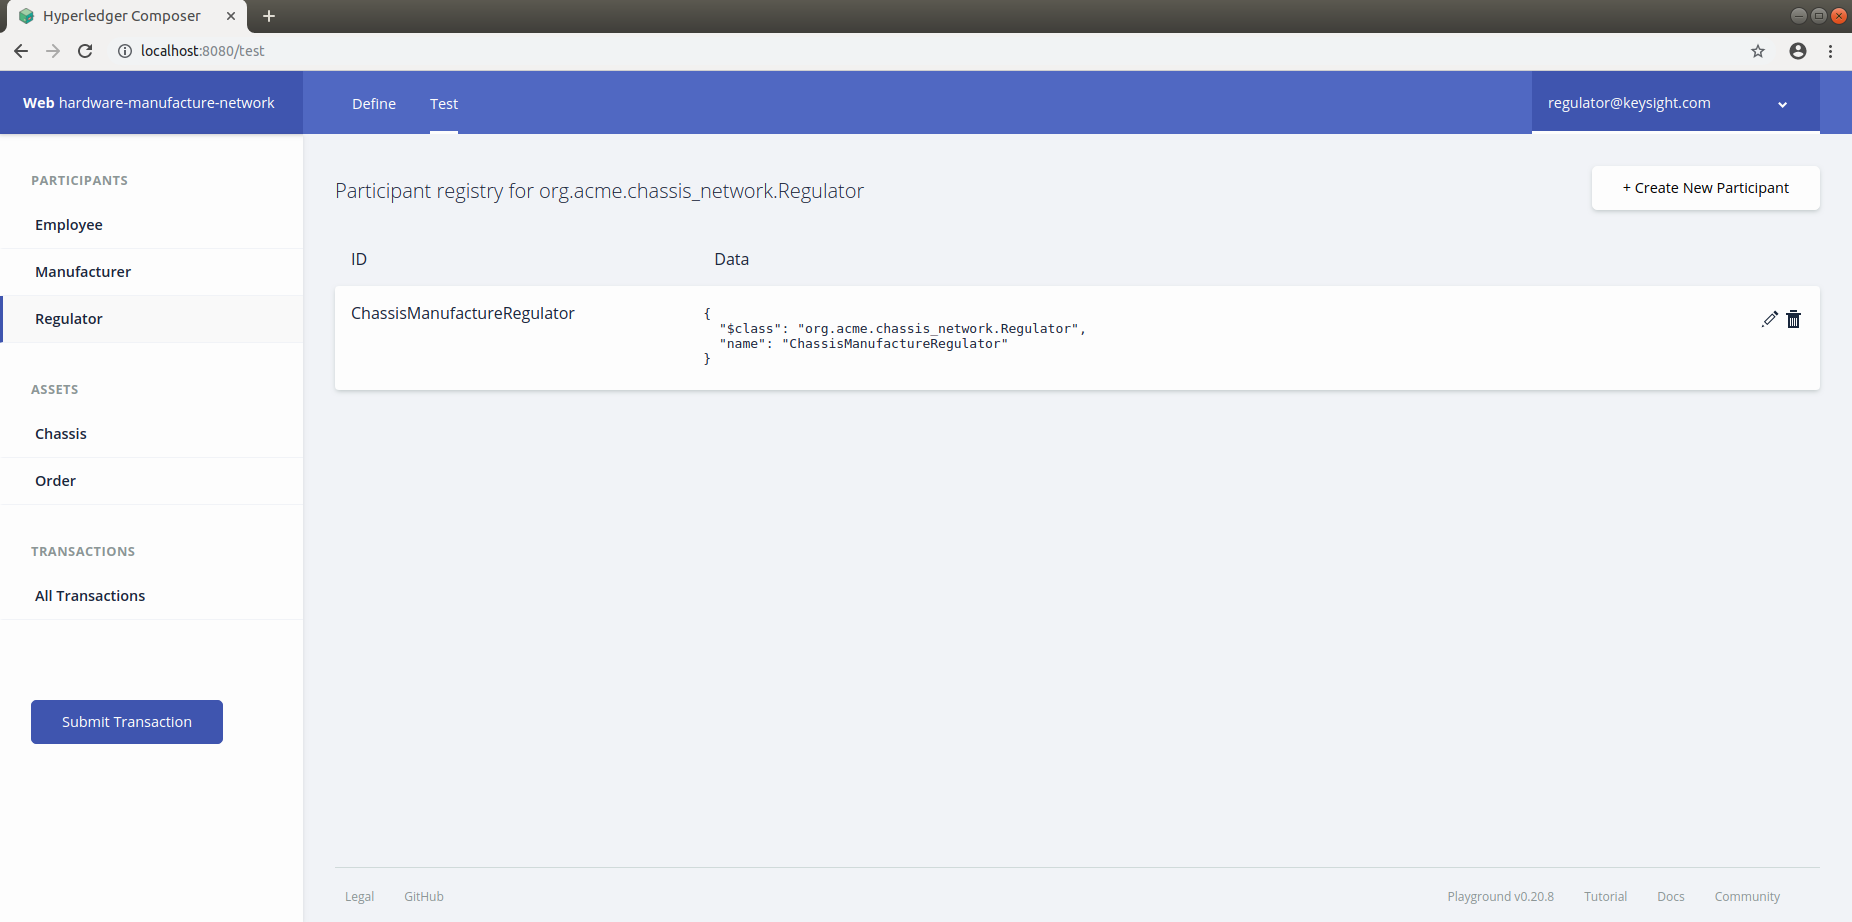 Hyperledger Composer
localhost:8080/test
Web hardware-manufacture-network
Define
Test
regulator@keysight.com
PARTICIPANTS
Employee
Manufacturer
Regulator
ASSETS
Chassis
Order
TRANSACTIONS
All Transactions
Submit Transaction
Participant registry for org.acme.chassis_network.Regulator
+ Create New Participant
ID
Data
ChassisManufactureRegulator
{
"$class": "org.acme.chassis_network.Regulator",
"name": "ChassisManufactureRegulator"
}
Legal
GitHub
Playground v0.20.8
Tutorial
Docs
Community